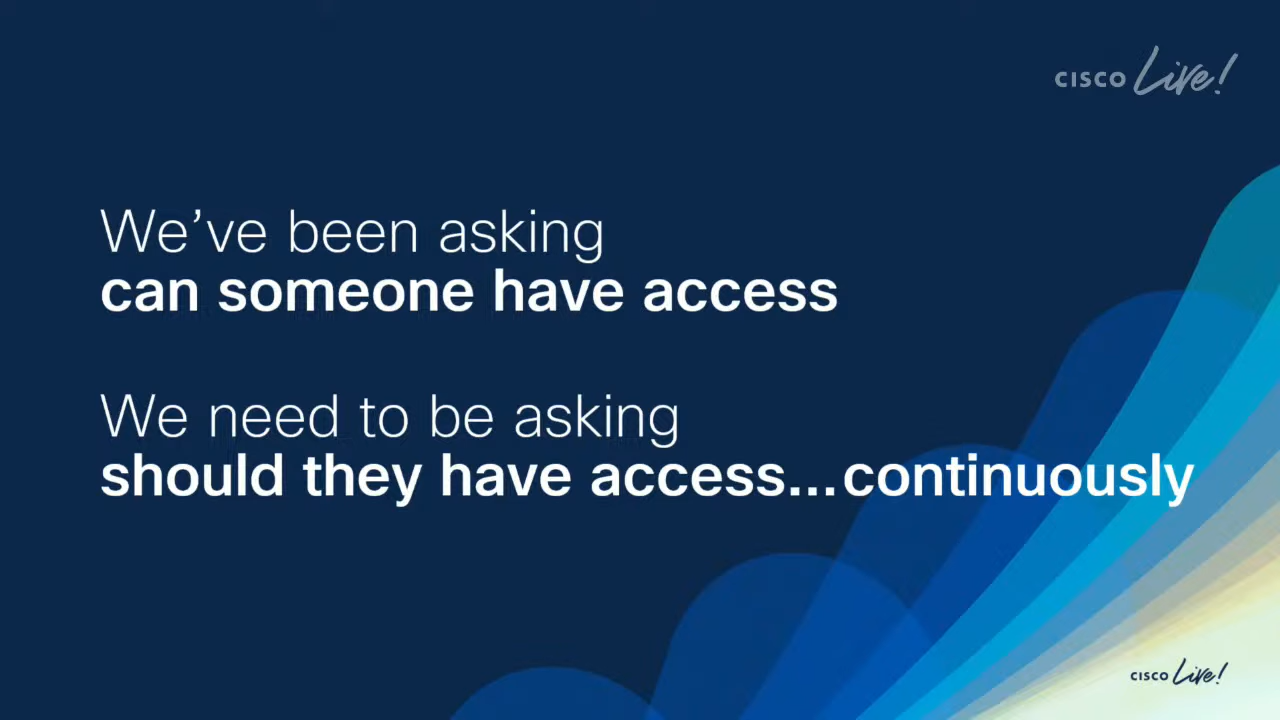 CISCO Live!
We’ve been asking
can someone have access
We need to be asking
should they have access...continuously
CISCO Live!